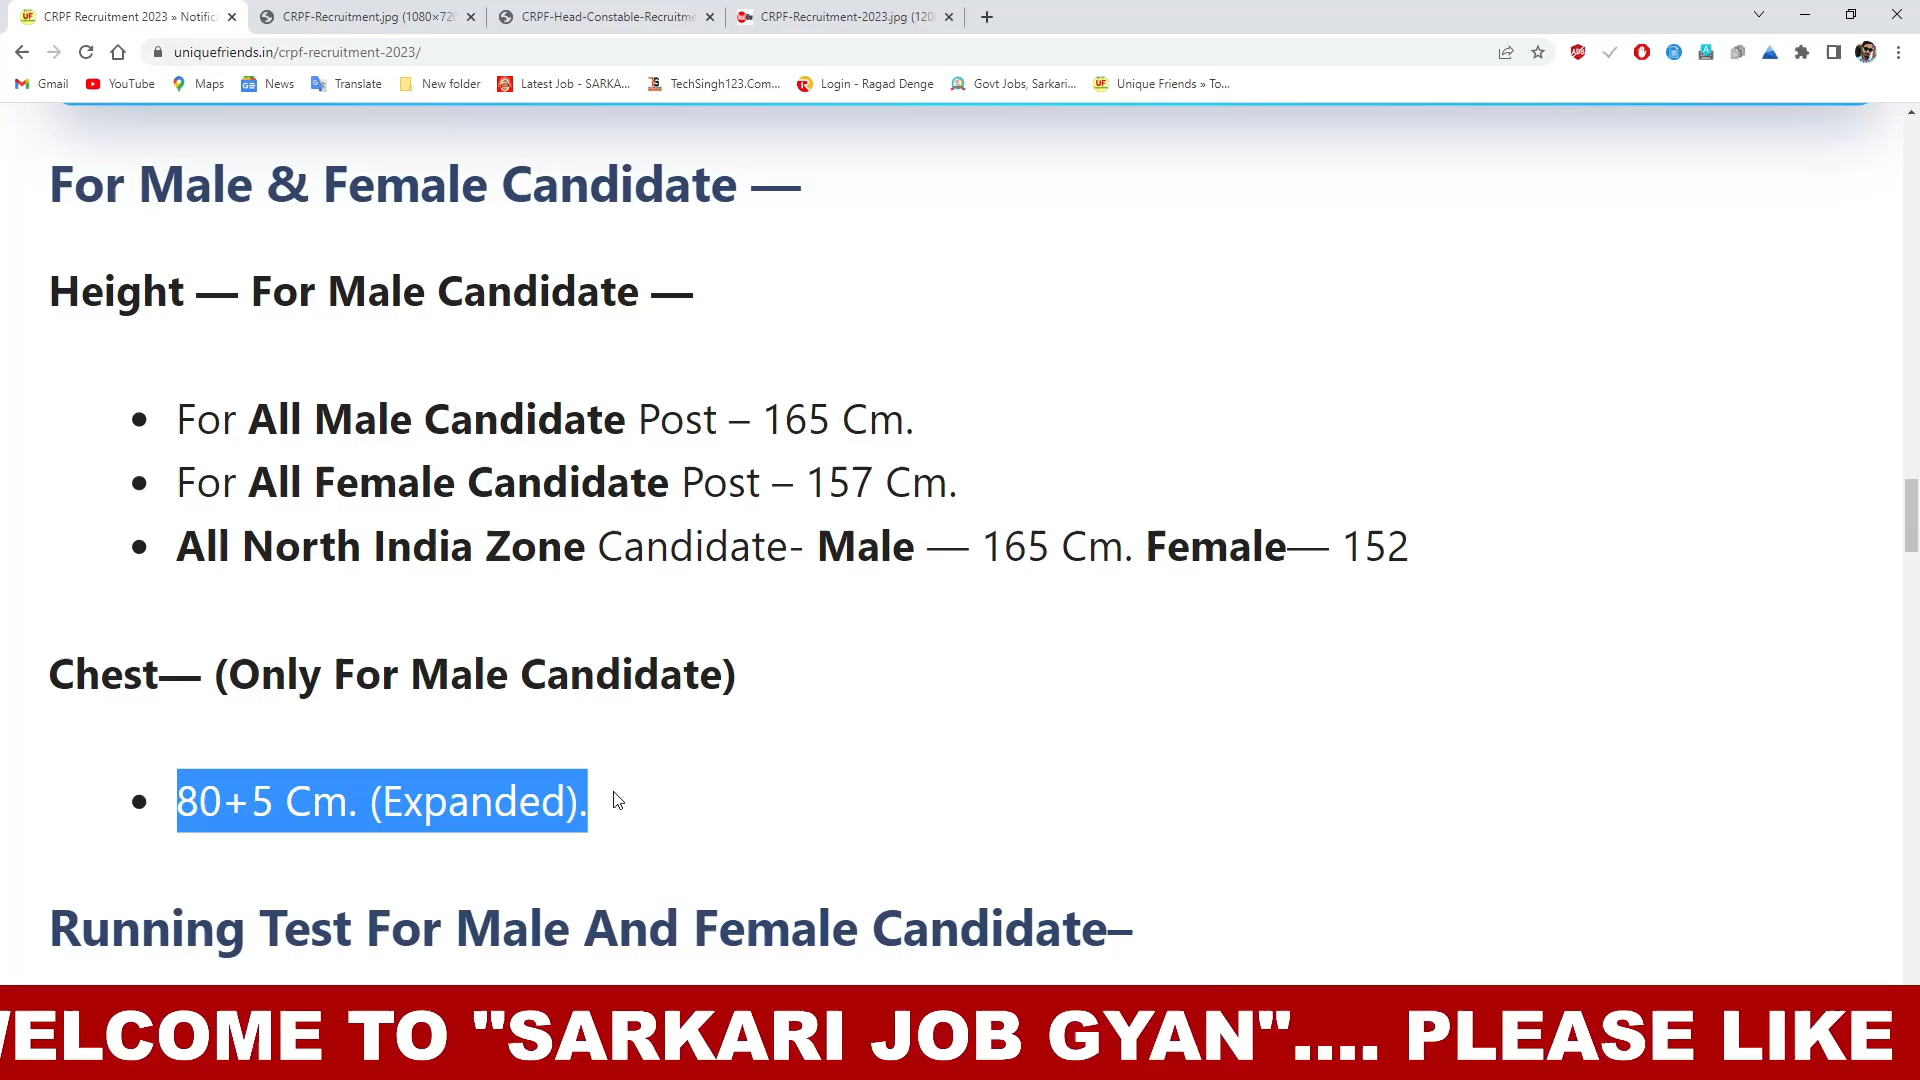 CRPF Recruitment 2023 » Notific
CRPF-Recruitment.jpg (1080×720
CRPF-Head-Constable-Recruitme
CRPF-Recruitment-2023.jpg (120
uniquefriends.in/crpf-recruitment-2023/
Gmail
YouTube
Maps
News
Translate
New folder
Latest Job - SARKA...
TechSingh123.Com...
Login - Ragad Denge
Govt Jobs, Sarkari...
Unique Friends » To...
For Male & Female Candidate —
Height — For Male Candidate —
• For All Male Candidate Post – 165 Cm.
• For All Female Candidate Post – 157 Cm.
• All North India Zone Candidate- Male — 165 Cm. Female— 152
Chest— (Only For Male Candidate)
• 80+5 Cm. (Expanded).
Running Test For Male And Female Candidate–
WELCOME TO "SARKARI JOB GYAN".... PLEASE LIKE